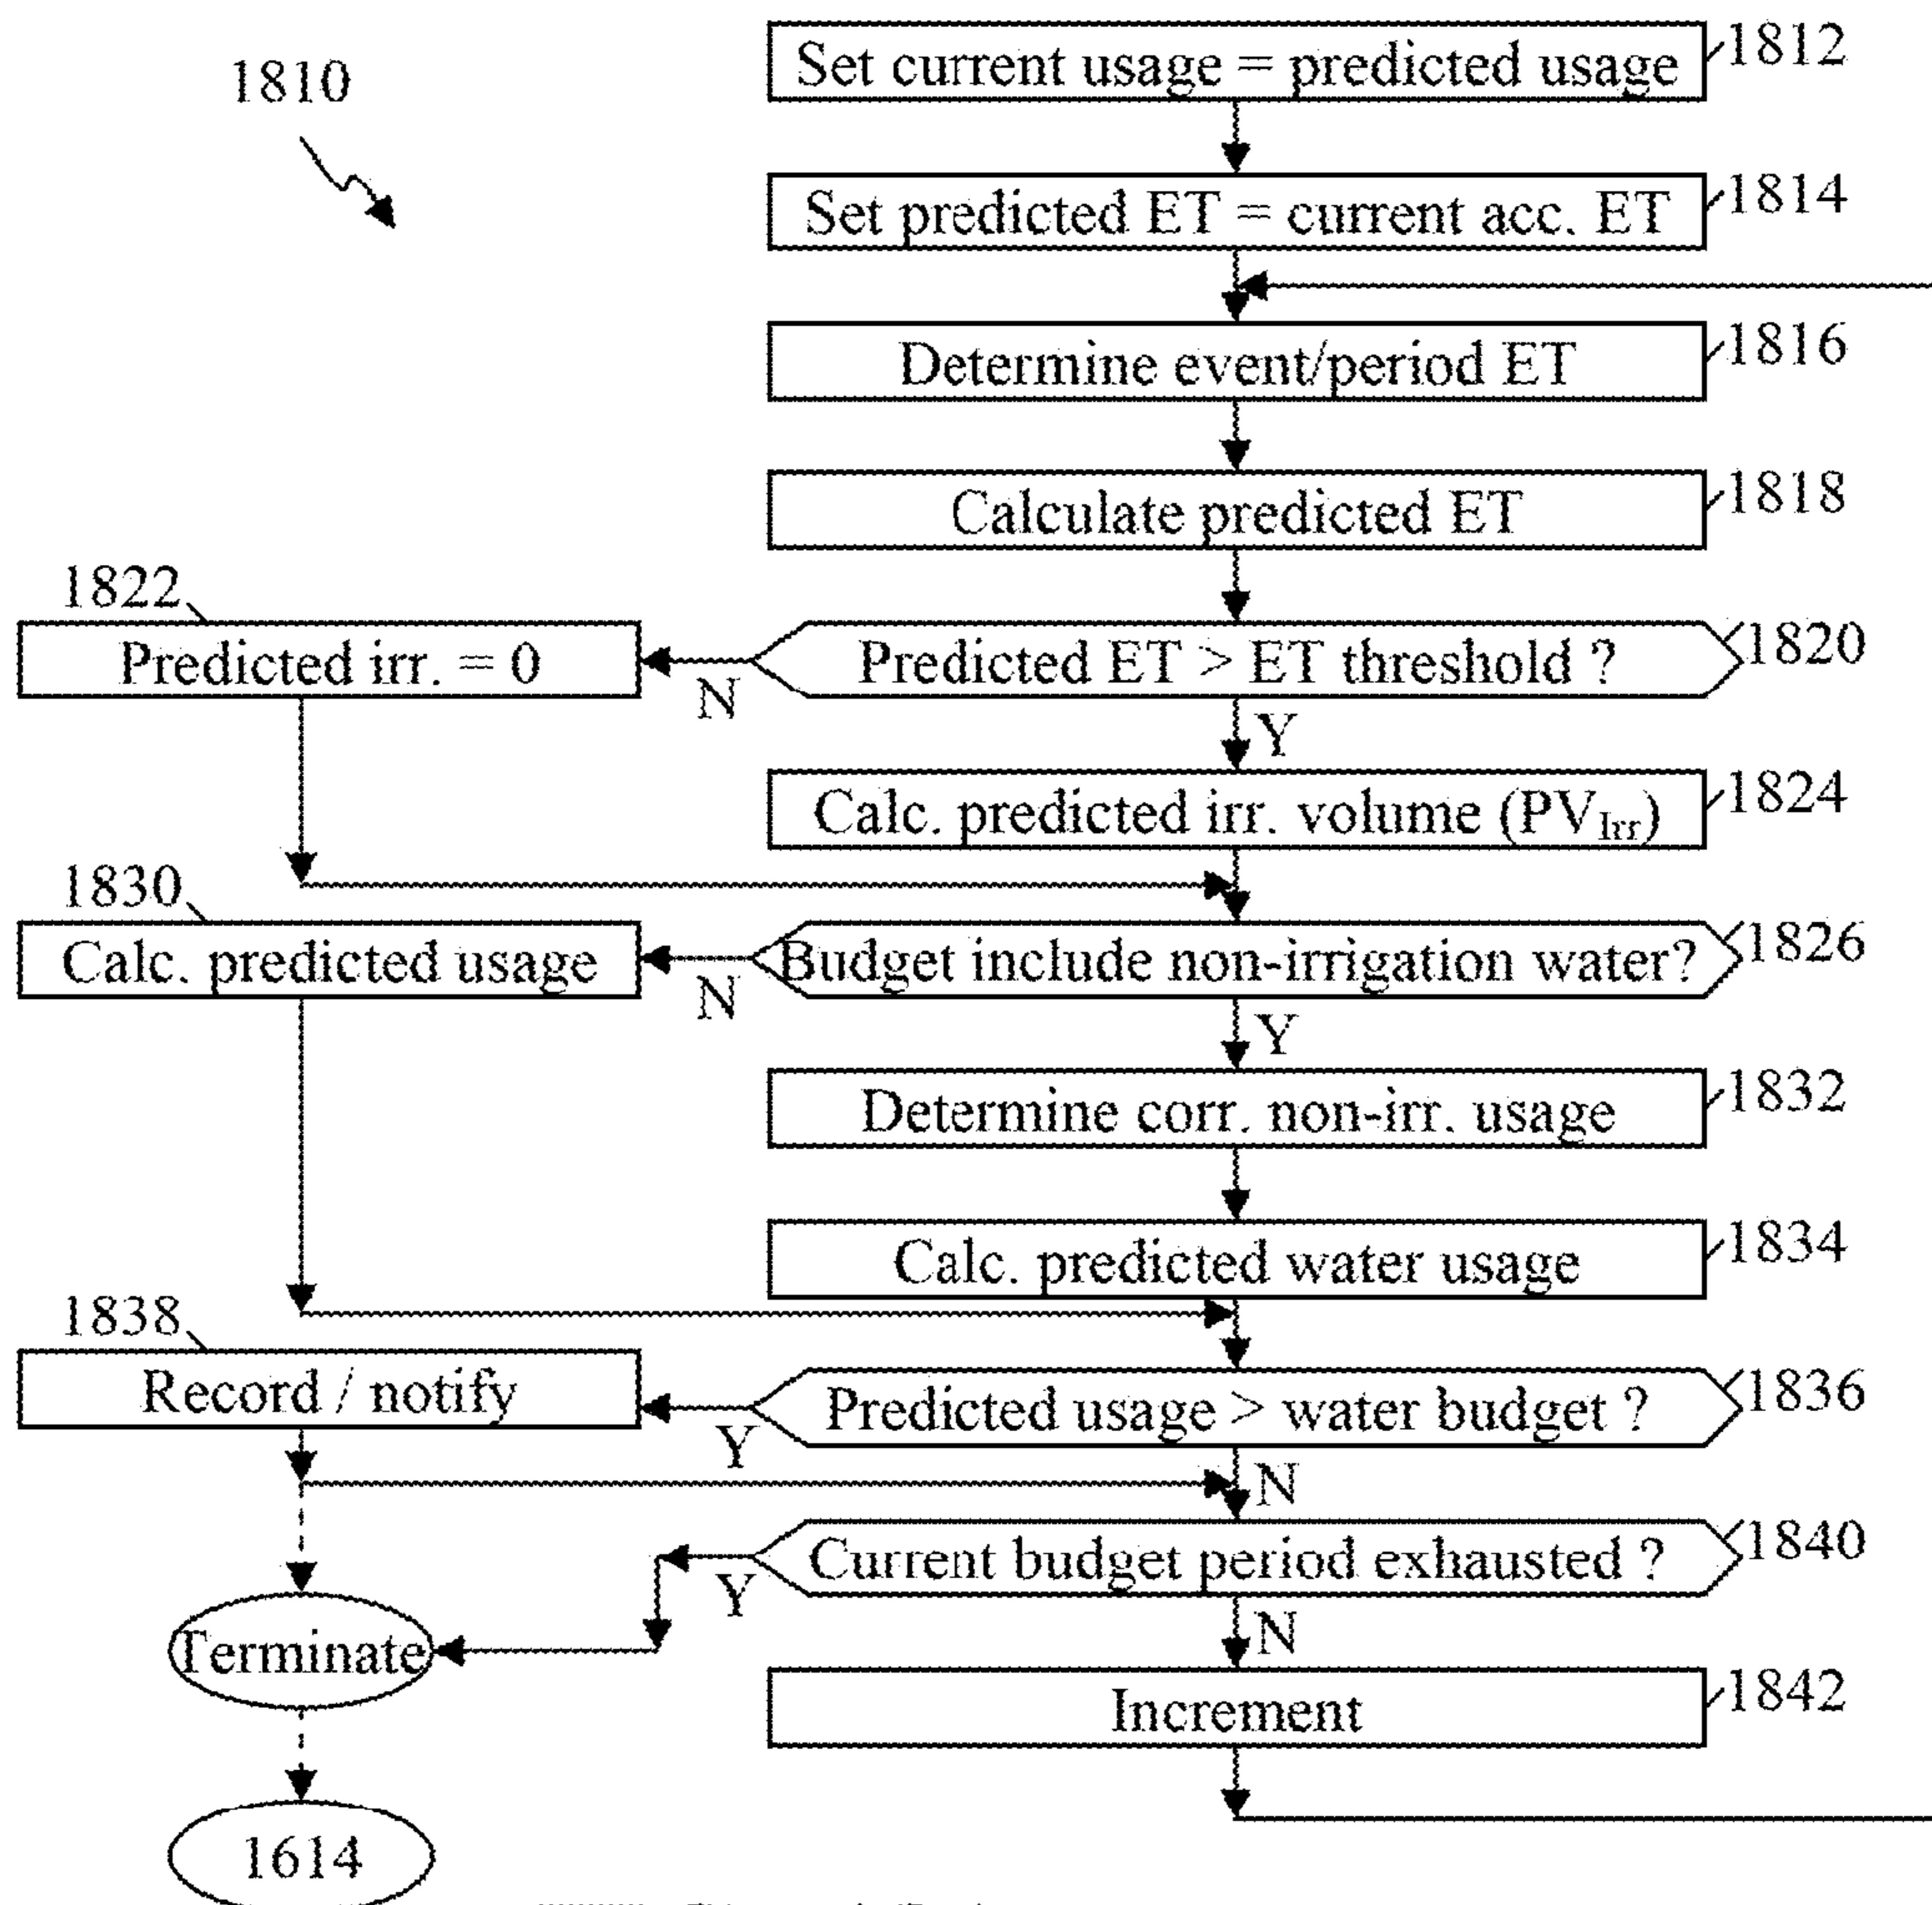 1810
Set current usage = predicted usage
1812
Set predicted ET = current acc. ET
1814
Determine event/period ET
1816
Calculate predicted ET
1818
1822
Predicted irr. = 0
N
Predicted ET > ET threshold ?
1820
Y
Calc. predicted irr. volume (PVIrr)
1824
1830
Calc. predicted usage
N
Budget include non-irrigation water?
1826
Y
Determine corr. non-irr. usage
1832
Calc. predicted water usage
1834
1838
Record / notify
Y
Predicted usage > water budget ?
1836
N
Current budget period exhausted ?
1840
Y
Terminate
N
Increment
1842
1614